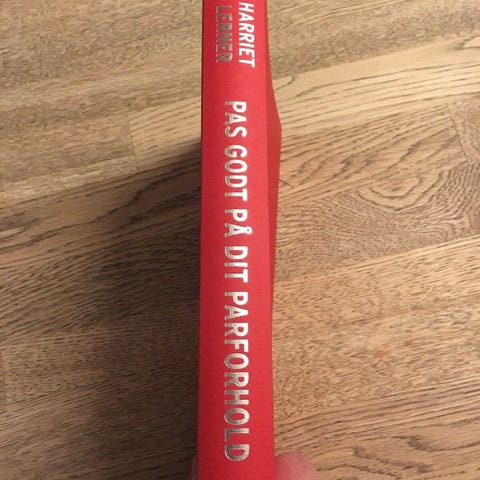 HARRIET
LERNER
PAS GODT PÅ DIT PARFORHOLD